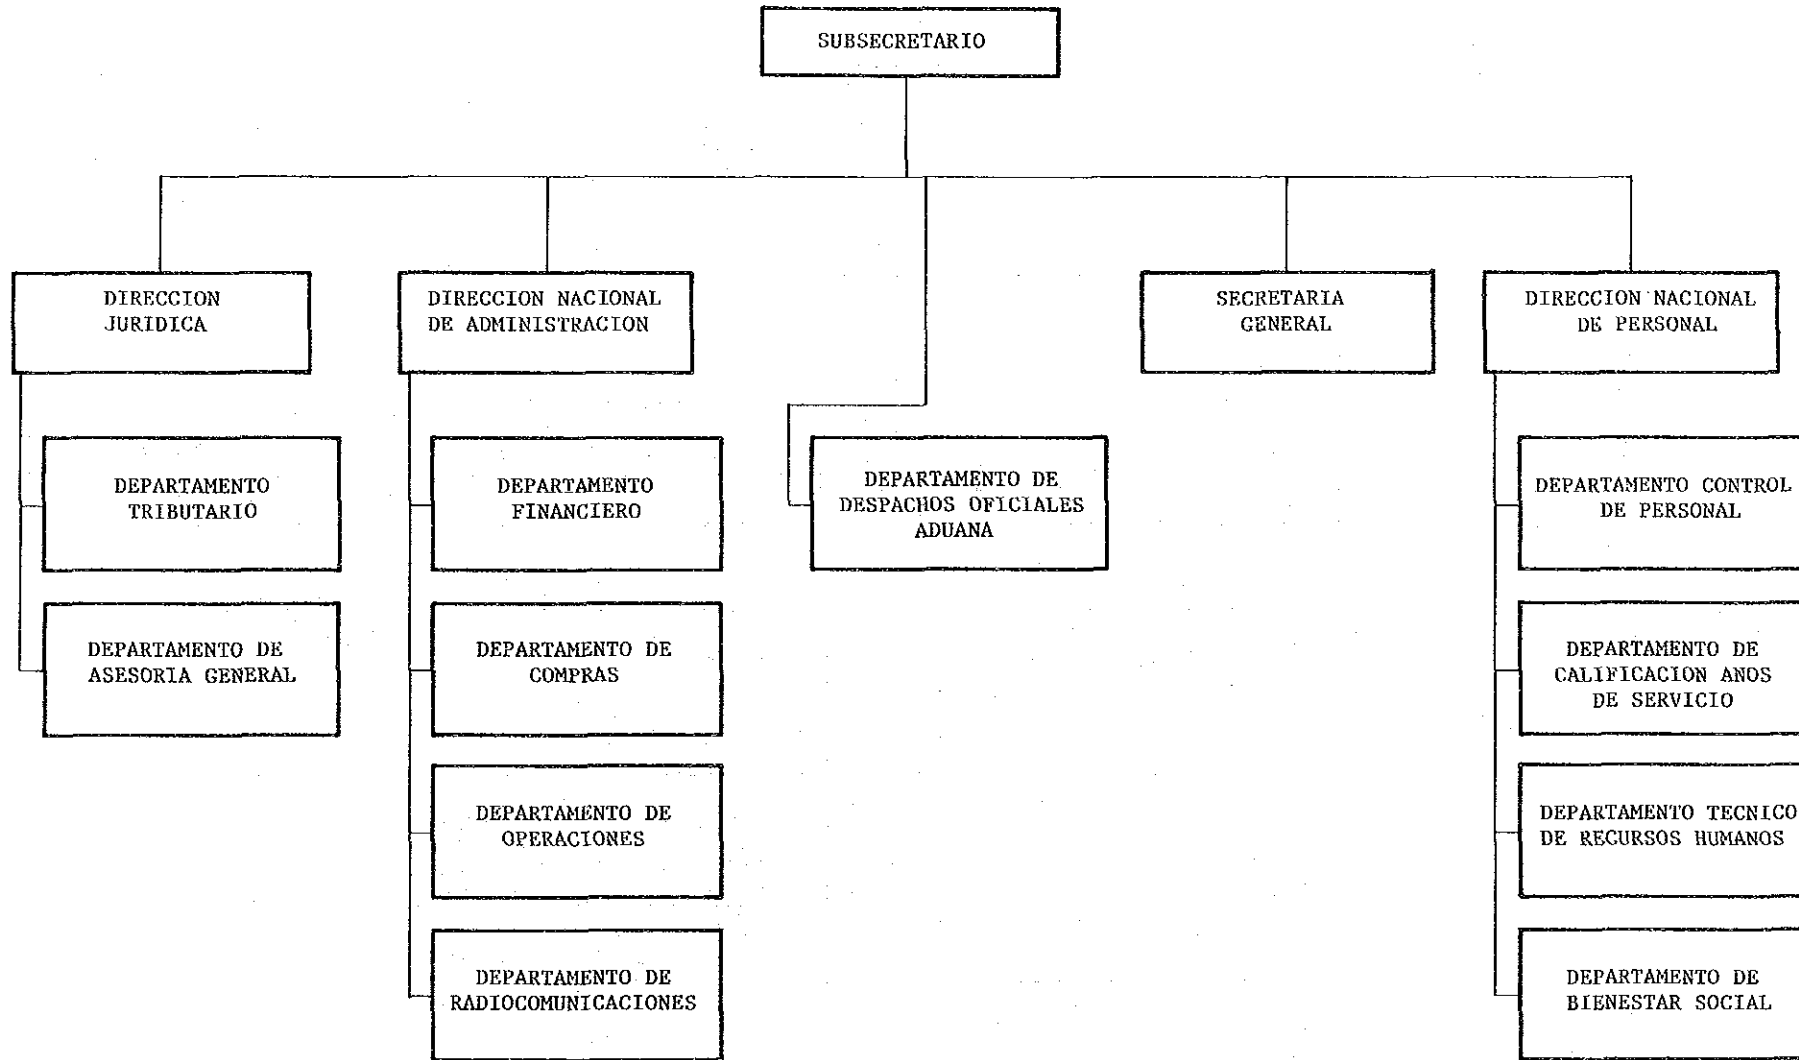 SUBSECRETARIO
DIRECCION
JURIDICA
DIRECCION NACIONAL
DE ADMINISTRACION
SECRETARIA
GENERAL
DIRECCION NACIONAL
DE PERSONAL
DEPARTAMENTO
TRIBUTARIO
DEPARTAMENTO DE
ASESORIA GENERAL
DEPARTAMENTO
FINANCIERO
DEPARTAMENTO DE
COMPRAS
DEPARTAMENTO DE
OPERACIONES
DEPARTAMENTO DE
RADIOCOMUNICACIONES
DEPARTAMENTO DE
DESPACHOS OFICIALES
ADUANA
DEPARTAMENTO CONTROL
DE PERSONAL
DEPARTAMENTO DE
CALIFICACION ANOS
DE SERVICIO
DEPARTAMENTO TECNICO
DE RECURSOS HUMANOS
DEPARTAMENTO DE
BIENESTAR SOCIAL